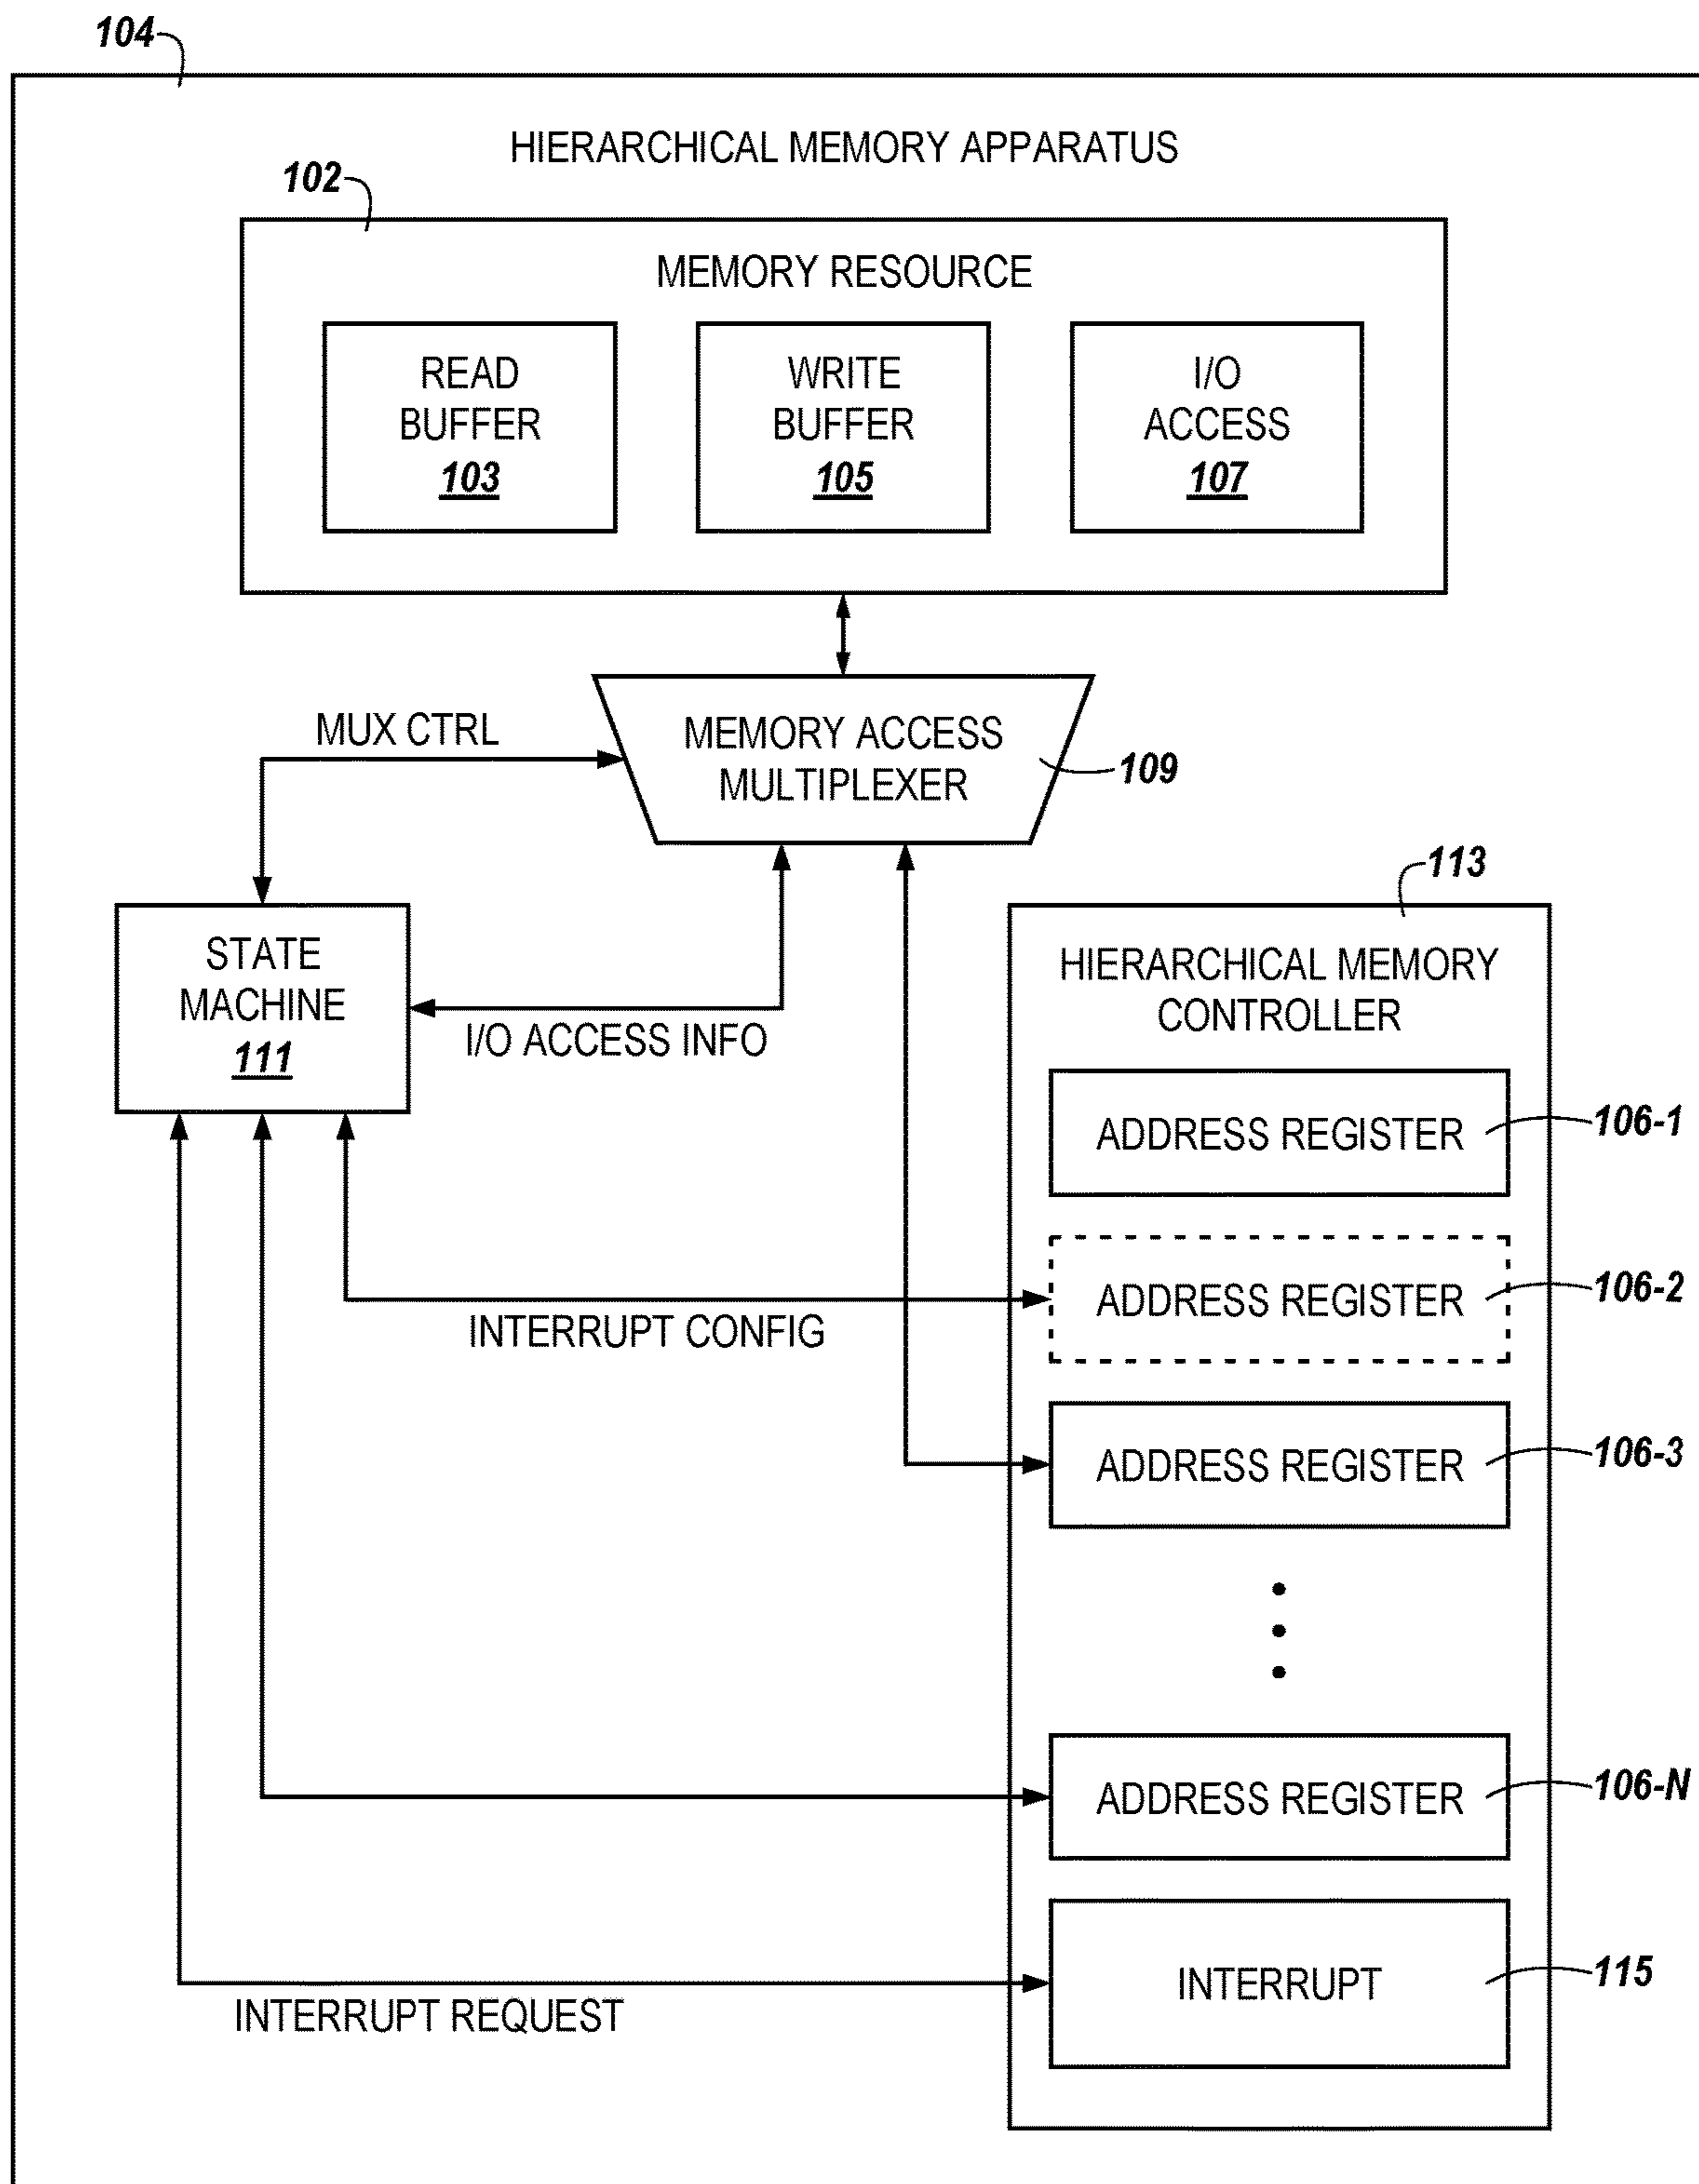 104
HIERARCHICAL MEMORY APPARATUS
102
MEMORY RESOURCE
READ
BUFFER
103
WRITE
BUFFER
105
I/O
ACCESS
107
MUX CTRL
MEMORY ACCESS
MULTIPLEXER
109
STATE
MACHINE
111
I/O ACCESS INFO
113
HIERARCHICAL MEMORY
CONTROLLER
ADDRESS REGISTER
106-1
ADDRESS REGISTER
106-2
INTERRUPT CONFIG
ADDRESS REGISTER
106-3
ADDRESS REGISTER
106-N
INTERRUPT
115
INTERRUPT REQUEST